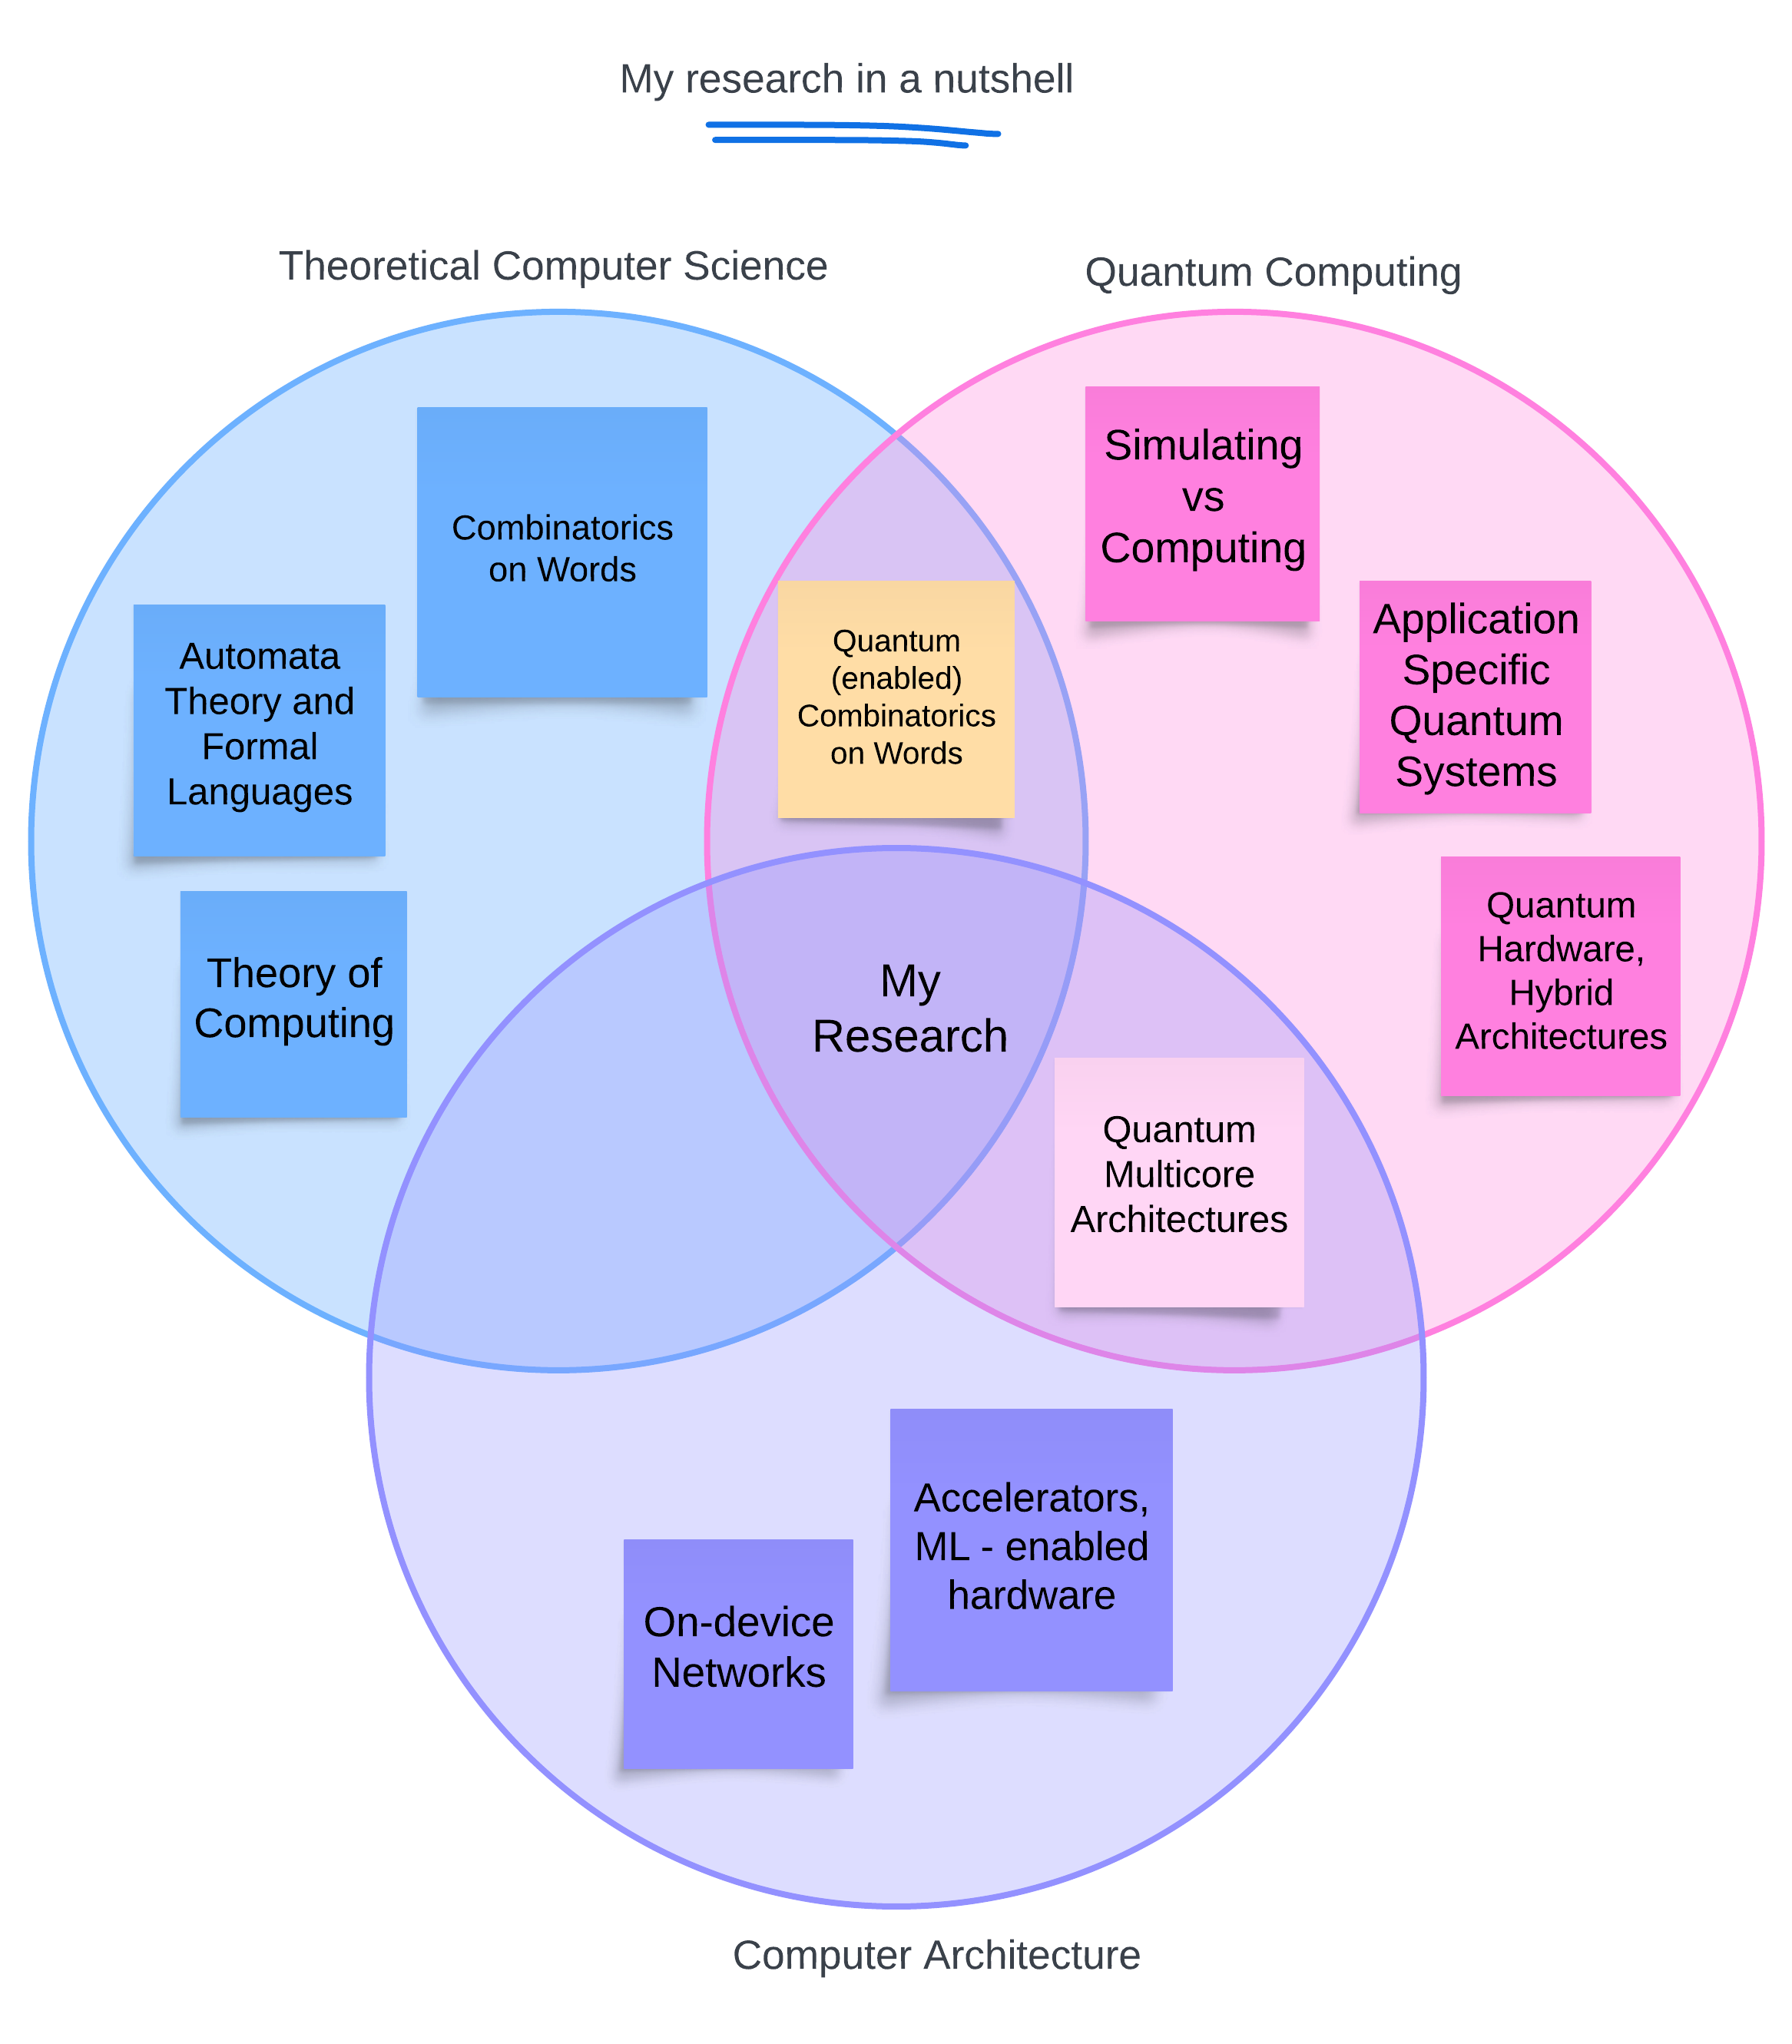 My research in a nutshell
Theoretical Computer Science
Quantum Computing
Combinatorics
on Words
Automata
Theory and
Formal
Languages
Theory of
Computing
Quantum
(enabled)
Combinatorics
on Words
Simulating
vs
Computing
Application
Specific
Quantum
Systems
Quantum
Hardware,
Hybrid
Architectures
My
Research
Quantum
Multicore
Architectures
Accelerators,
ML - enabled
hardware
On-device
Networks
Computer Architecture